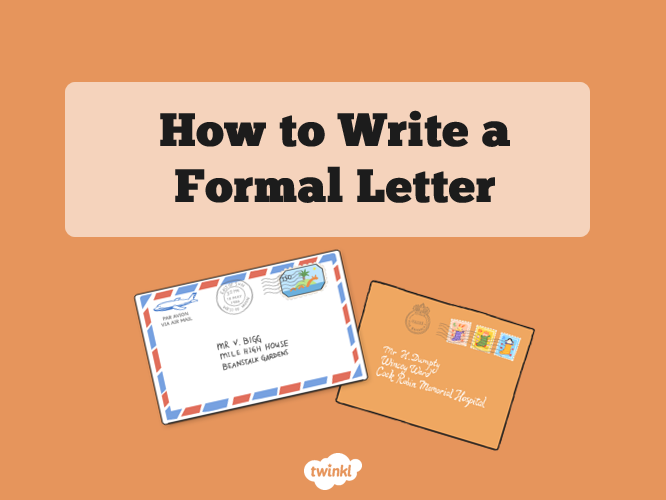 How to Write a
Formal Letter
PAR AVION
VIA AIR MAIL
150
MR V. BIGG
MILE HIGH HOUSE
BEANSTALK GARDENS
Mr H. Dumpty
Wincey Ward
Cock Robin Memorial Hospital
twinkl